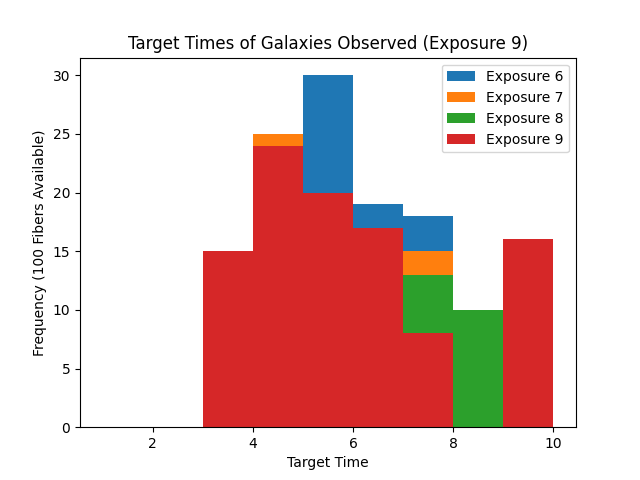 Target Times of Galaxies Observed (Exposure 9)
Exposure 6
Exposure 7
Exposure 8
Exposure 9
Frequency (100 Fibers Available)
30
25
20
15
10
5
0
2
4
6
8
10
Target Time